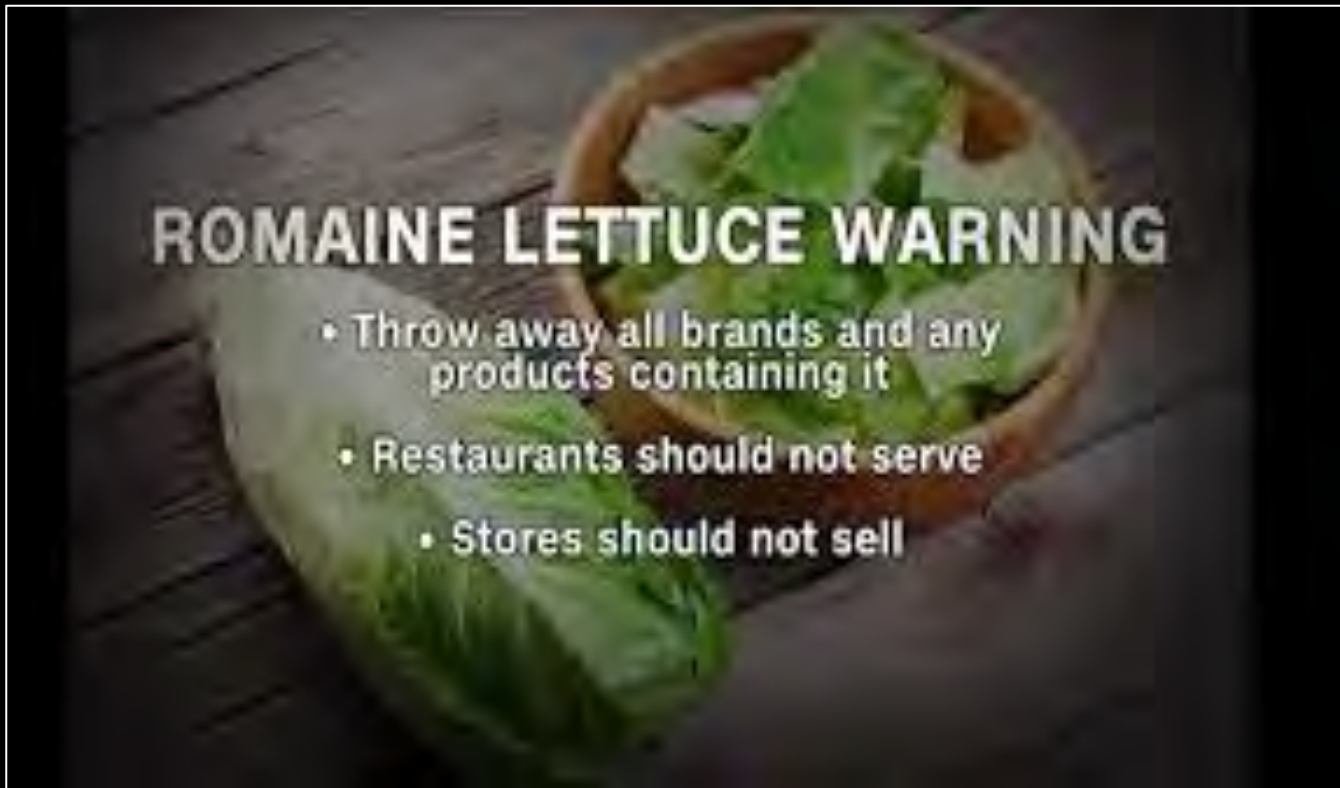 ROMAINE LETTUCE WARNING
• Throw away all brands and any
products containing it
• Restaurants should not serve
• Stores should not sell